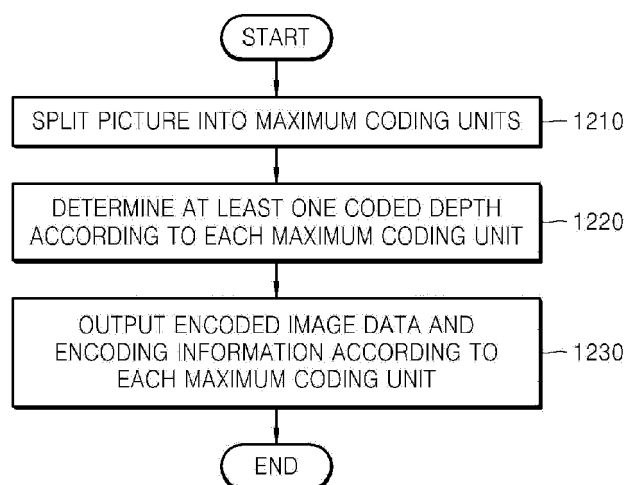 START
SPLIT PICTURE INTO MAXIMUM CODING UNITS
1210
DETERMINE AT LEAST ONE CODED DEPTH
ACCORDING TO EACH MAXIMUM CODING UNIT
1220
OUTPUT ENCODED IMAGE DATA AND
ENCODING INFORMATION ACCORDING TO
EACH MAXIMUM CODING UNIT
1230
END